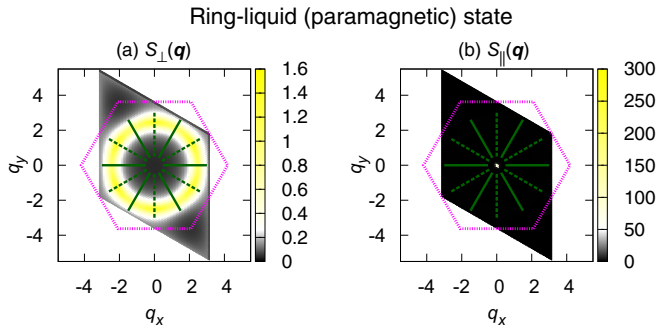 Ring-liquid (paramagnetic) state
(a) S⊥(q)
(b) S∥(q)
4
2
0
-2
-4
qy
-4 -2 0 2 4
qx
1.6
1.4
1.2
1
0.8
0.6
0.4
0.2
0
4
2
0
-2
-4
qy
-4 -2 0 2 4
qx
300
250
200
150
100
50
0